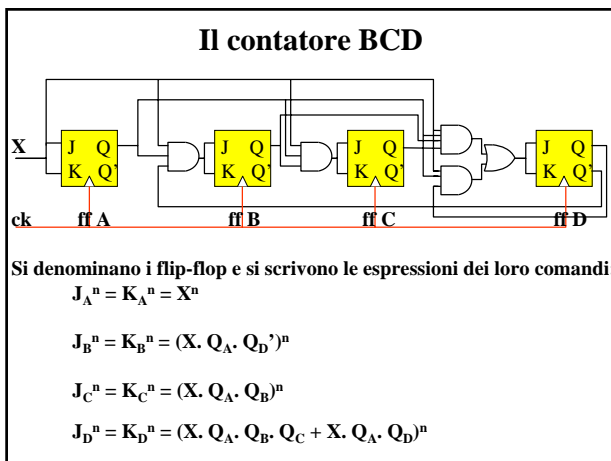 Il contatore BCD
X
J Q
K Q'
J Q
K Q'
J Q
K Q'
J Q
K Q'
ck ff A ff B ff C ff D
Si denominano i flip-flop e si scrivono le espressioni dei loro comandi.
J_A^n = K_A^n = X^n
J_B^n = K_B^n = (X. Q_A. Q_D')^n
J_C^n = K_C^n = (X. Q_A. Q_B)^n
J_D^n = K_D^n = (X. Q_A. Q_B. Q_C + X. Q_A. Q_D)^n